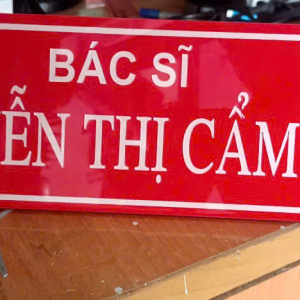 BÁC SĨ
ỄN THỊ CẨM